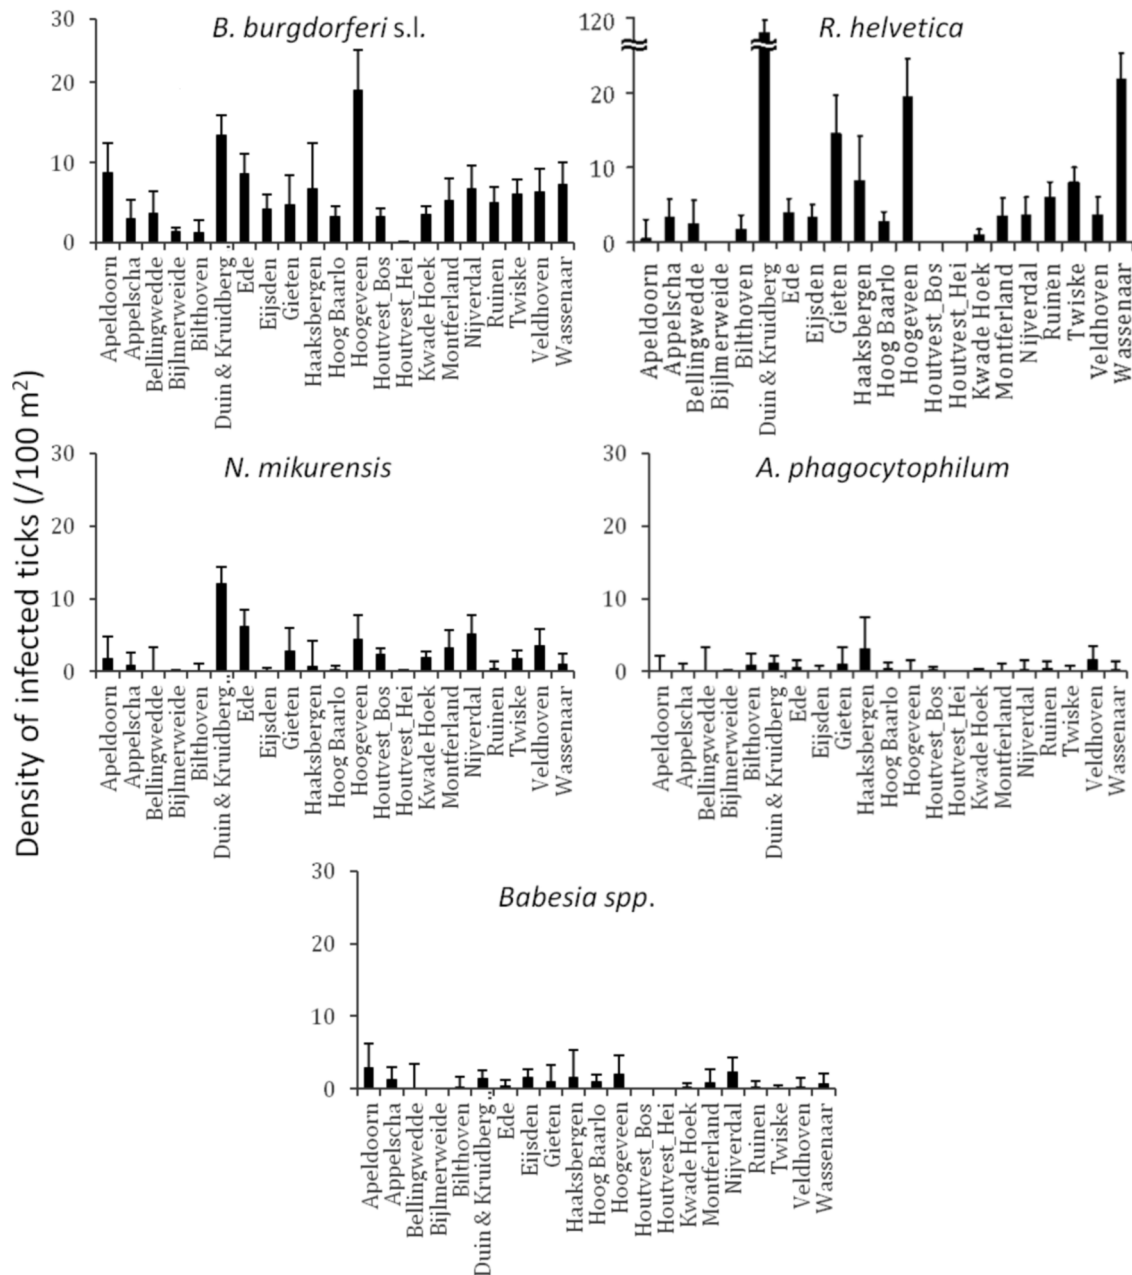 Density of infected ticks (/100 m²)
B. burgdorferi s.l.
30
20
10
0
Apeldoorn
Appelscha
Bellingwedde
Bijlmerweide
Bilthoven
Duin & Kruidberg..
Ede
Eijsden
Gieten
Haaksbergen
Hoog Baarlo
Hoogeveen
Houtvest_Bos
Houtvest_Hei
Kwade Hoek
Montferland
Nijverdal
Ruinen
Twiske
Veldhoven
Wassenaar
R. helvetica
120
20
10
0
Apeldoorn
Appelscha
Bellingwedde
Bijlmerweide
Bilthoven
Duin & Kruidberg
Ede
Eijsden
Gieten
Haaksbergen
Hoog Baarlo
Hoogeveen
Houtvest_Bos
Houtvest_Hei
Kwade Hoek
Montferland
Nijverdal
Ruinen
Twiske
Veldhoven
Wassenaar
N. mikurensis
30
20
10
0
Apeldoorn
Appelscha
Bellingwedde
Bijlmerweide
Bilthoven
Duin & Kruidberg..
Ede
Eijsden
Gieten
Haaksbergen
Hoog Baarlo
Hoogeveen
Houtvest_Bos
Houtvest_Hei
Kwade Hoek
Montferland
Nijverdal
Ruinen
Twiske
Veldhoven
Wassenaar
A. phagocytophilum
30
20
10
0
Apeldoorn
Appelscha
Bellingwedde
Bijlmerweide
Bilthoven
Duin & Kruidberg..
Ede
Eijsden
Gieten
Haaksbergen
Hoog Baarlo
Hoogeveen
Houtvest_Bos
Houtvest_Hei
Kwade Hoek
Montferland
Nijverdal
Ruinen
Twiske
Veldhoven
Wassenaar
Babesia spp.
30
20
10
0
Apeldoorn
Appelscha
Bellingwedde
Bijlmerweide
Bilthoven
Duin & Kruidberg..
Ede
Eijsden
Gieten
Haaksbergen
Hoog Baarlo
Hoogeveen
Houtvest_Bos
Houtvest_Hei
Kwade Hoek
Montferland
Nijverdal
Ruinen
Twiske
Veldhoven
Wassenaar